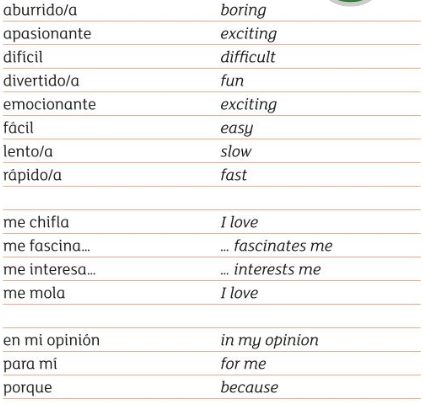 aburrido/a boring
apasionante exciting
difícil difficult
divertido/a fun
emocionante exciting
fácil easy
lento/a slow
rápido/a fast
me chifla I love
me fascina... ... fascinates me
me interesa... ... interests me
me mola I love
en mi opinión in my opinion
para mí for me
porque because